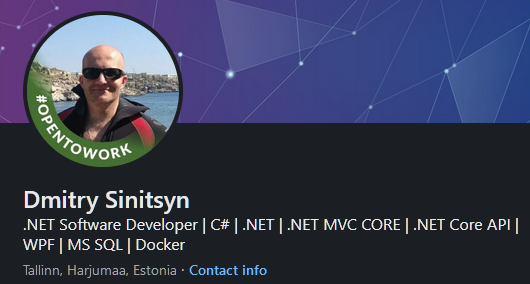 #OPENTOWORK
Dmitry Sinitsyn
.NET Software Developer | C# | .NET | .NET MVC CORE | .NET Core API |
WPF | MS SQL | Docker
Tallinn, Harjumaa, Estonia · Contact info